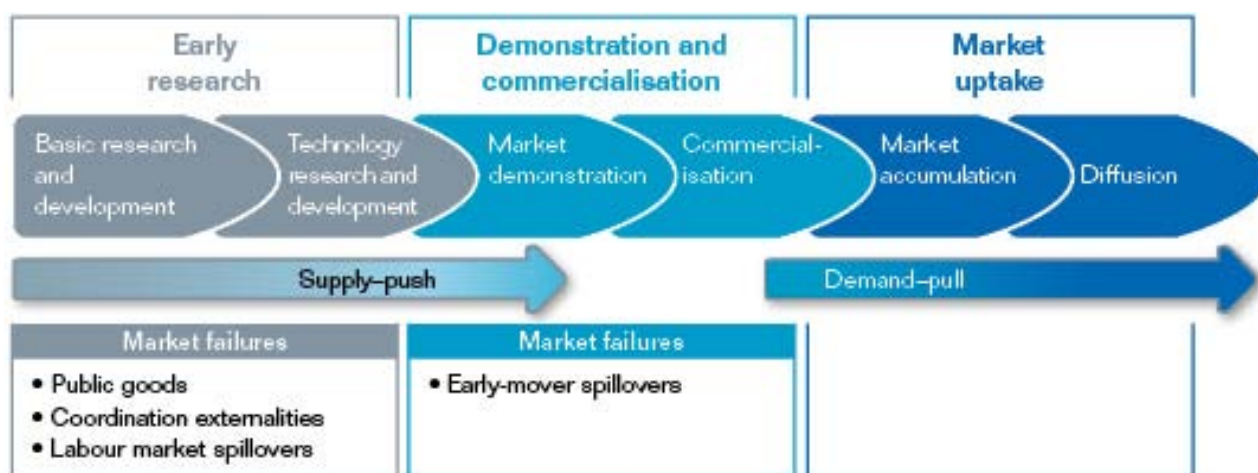 Early
research
Demonstration and
commercialisation
Market
uptake
Basic research
and
development
Technology
research and
development
Market
demonstration
Commercial-
isation
Market
accumulation
Diffusion
Supply–push
Demand–pull
Market failures
• Public goods
• Coordination externalities
• Labour market spillovers
Market failures
• Early-mover spillovers